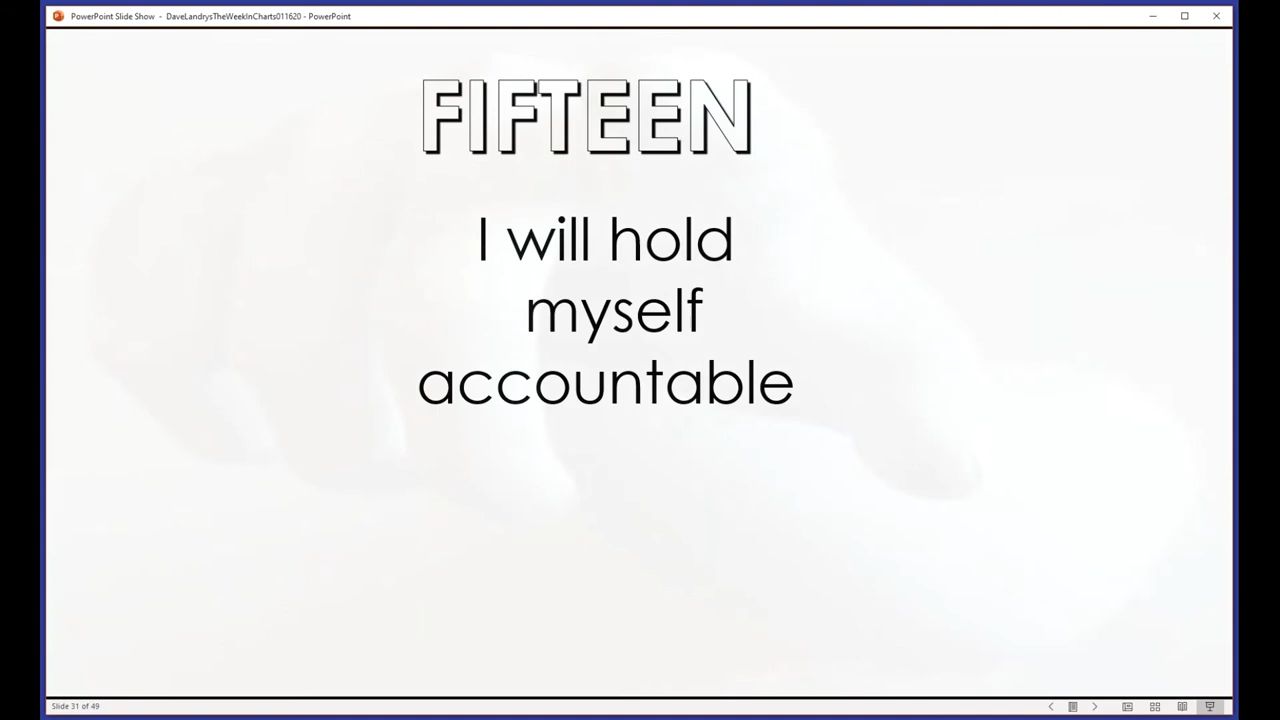 PowerPoint Slide Show - DaveLandrysTheWeekInCharts011620 - PowerPoint
FIFTEEN
I will hold
myself
accountable
Slide 31 of 49